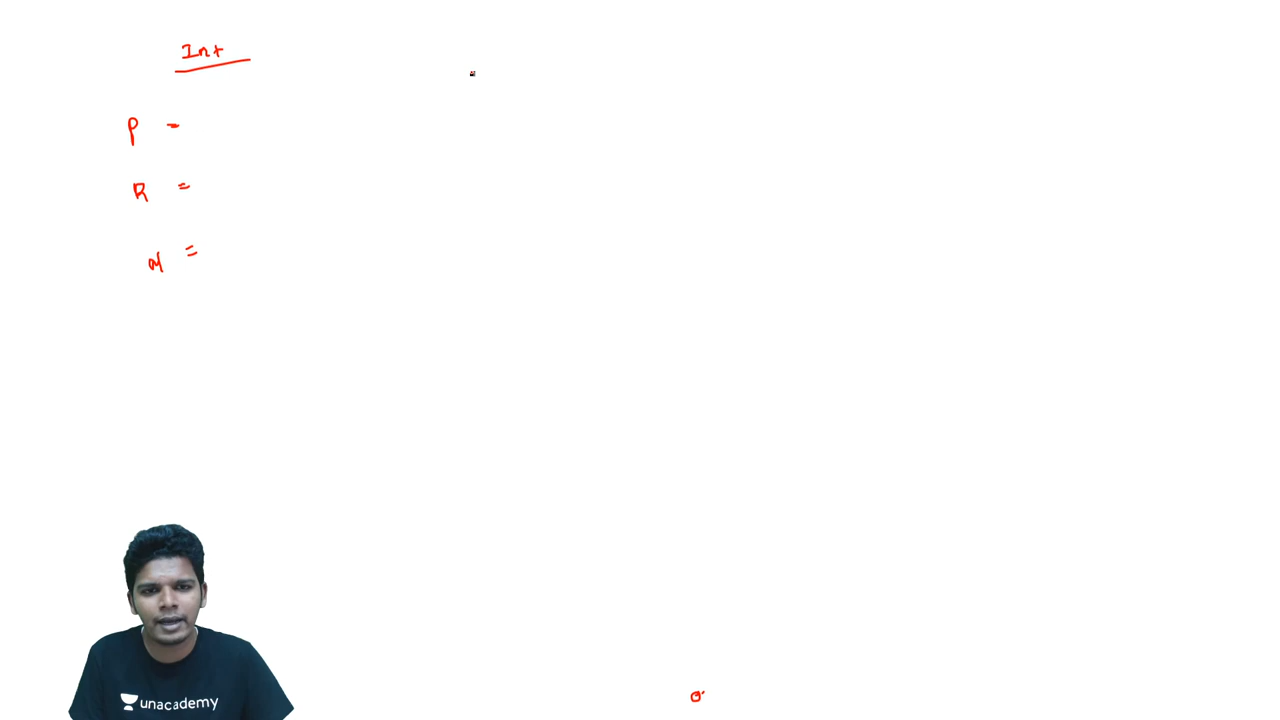 Int
P =
R =
N =
unacademy